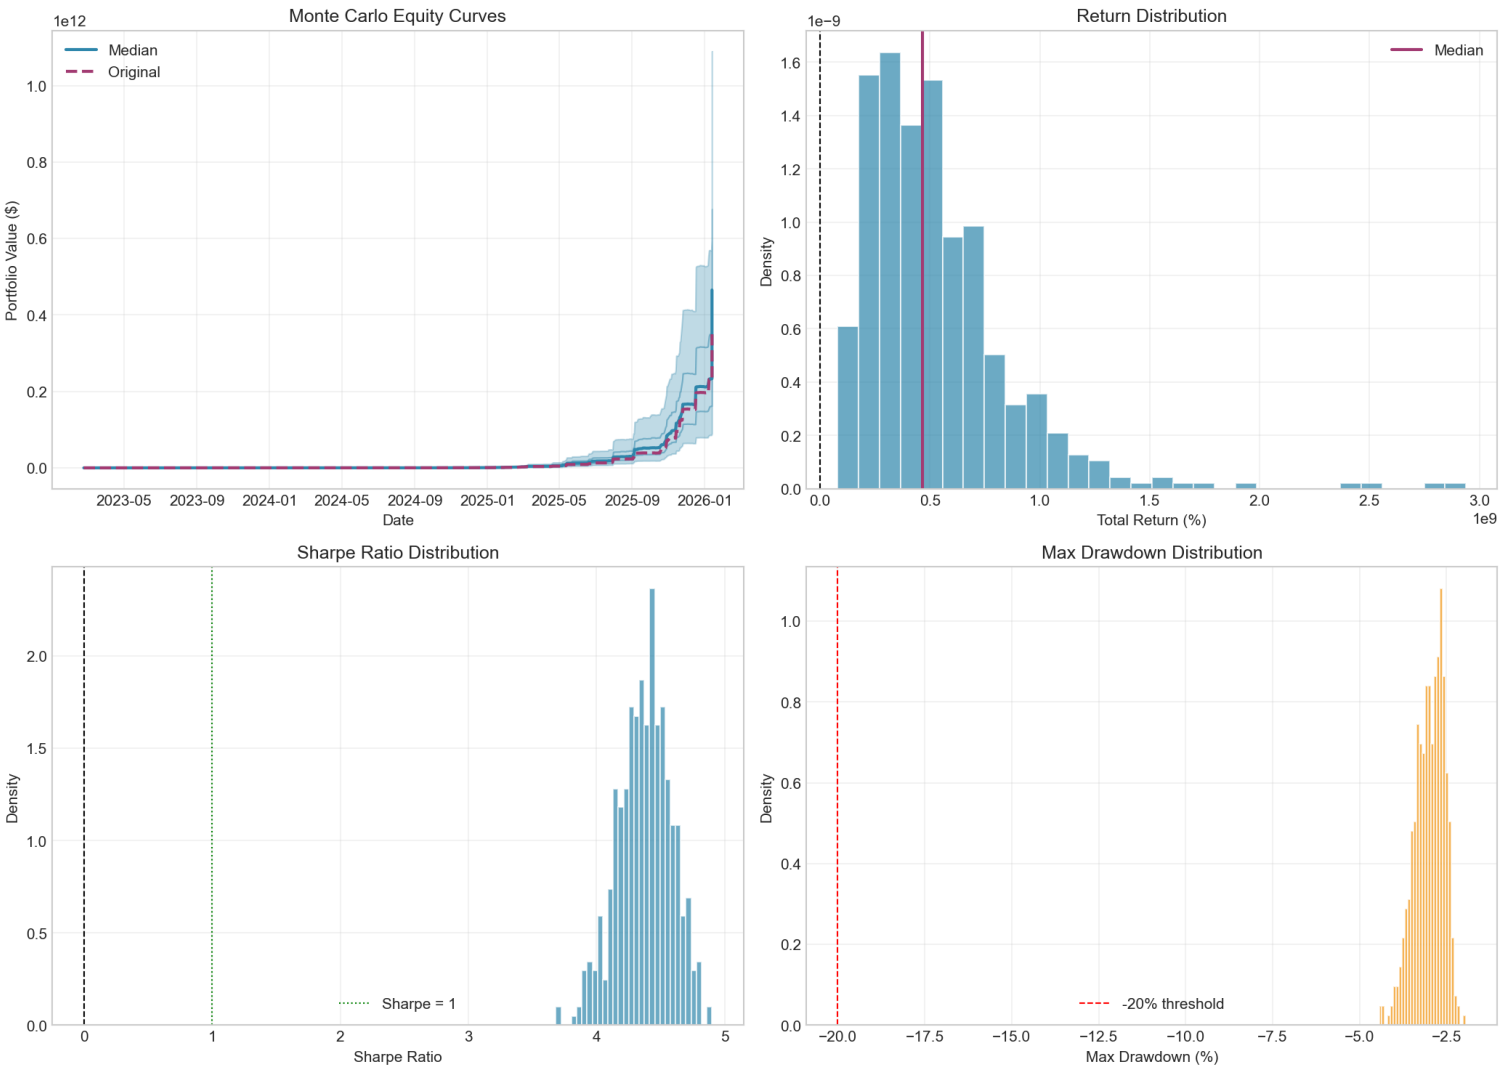 Monte Carlo Equity Curves
1e12
Median
Original
1.0
0.8
0.6
0.4
0.2
0.0
Portfolio Value ($)
2023-05 2023-09 2024-01 2024-05 2024-09 2025-01 2025-05 2025-09 2026-01
Date
Return Distribution
1e−9
Median
1.6
1.4
1.2
1.0
0.8
0.6
0.4
0.2
0.0
Density
0.0 0.5 1.0 1.5 2.0 2.5 3.0
1e9
Total Return (%)
Sharpe Ratio Distribution
2.0
1.5
1.0
0.5
0.0
Density
Sharpe = 1
0 1 2 3 4 5
Sharpe Ratio
Max Drawdown Distribution
1.0
0.8
0.6
0.4
0.2
0.0
Density
-20% threshold
−20.0 −17.5 −15.0 −12.5 −10.0 −7.5 −5.0 −2.5
Max Drawdown (%)